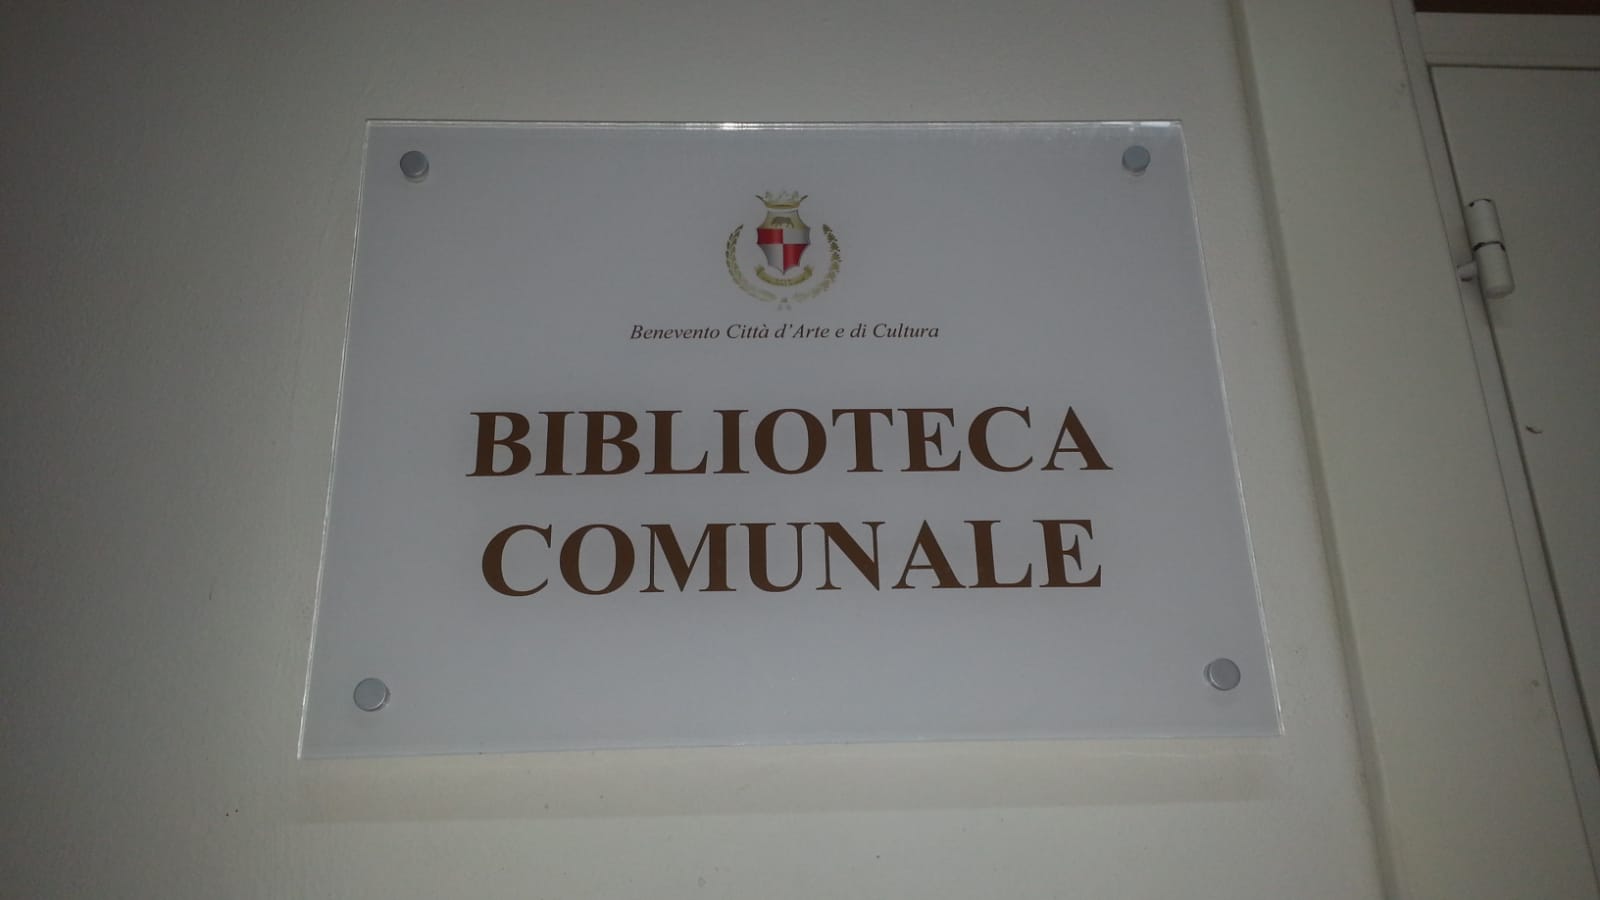 Benevento Città d'Arte e di Cultura
BIBLIOTECA
COMUNALE